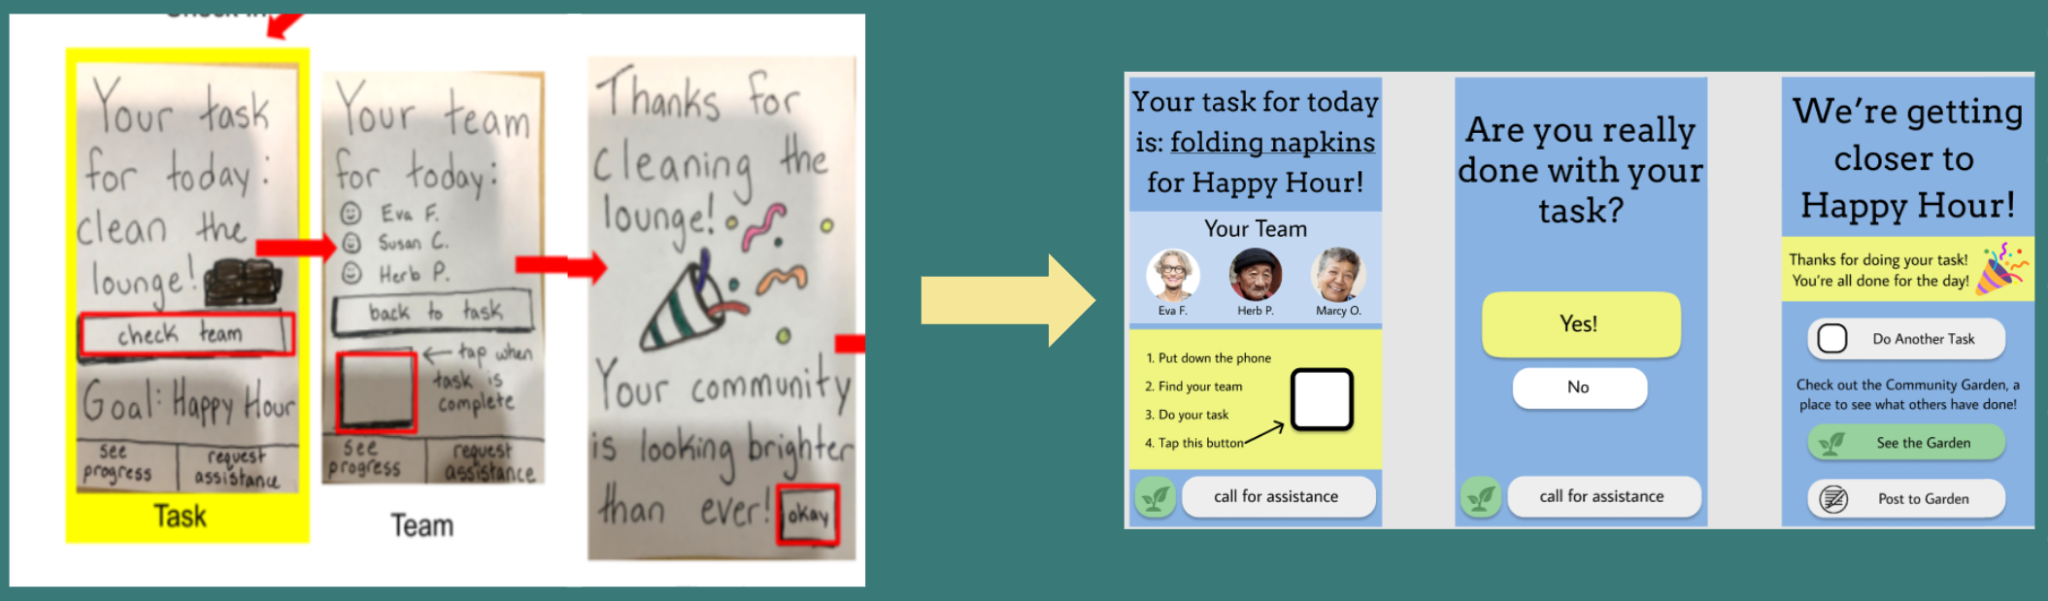 Check in
Your task
for today:
clean the
lounge!
check team
Goal: Happy Hour
see
progress
request
assistance
Task
Your team
for today:
Eva F.
Susan C.
Herb P.
back to task
tap when
task is
complete
see
progress
request
assistance
Team
Thanks for
cleaning the
lounge!
Your community
is looking brighter
than ever!
okay
Your task for today
is: folding napkins
for Happy Hour!
Your Team
Eva F.
Herb P.
Marcy O.
1. Put down the phone
2. Find your team
3. Do your task
4. Tap this button
call for assistance
Are you really
done with your
task?
Yes!
No
call for assistance
We're getting
closer to
Happy Hour!
Thanks for doing your task!
You're all done for the day!
Do Another Task
Check out the Community Garden, a
place to see what others have done!
See the Garden
Post to Garden